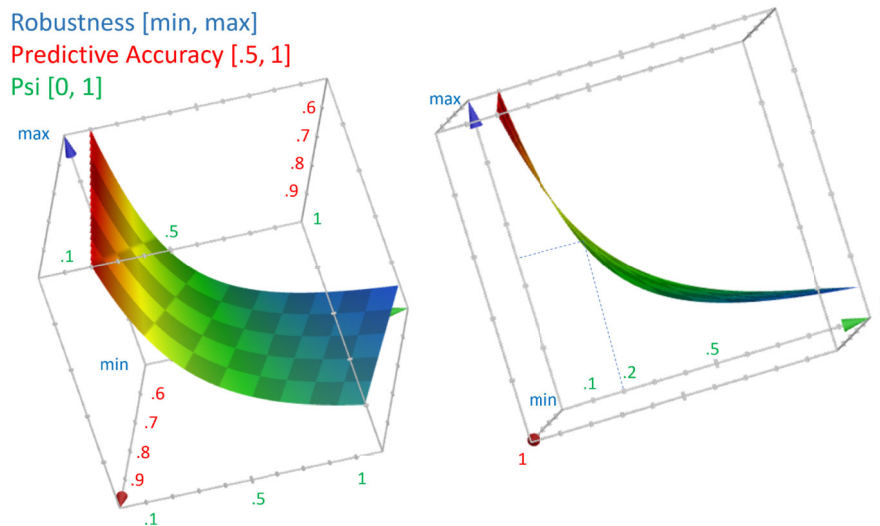 Robustness [min, max]
Predictive Accuracy [.5, 1]
Psi [0, 1]
max
.6
.7
.8
.9
.1
.5
1
min
.6
.7
.8
.9
.1
.5
1
max
min
.1
.2
.5
1